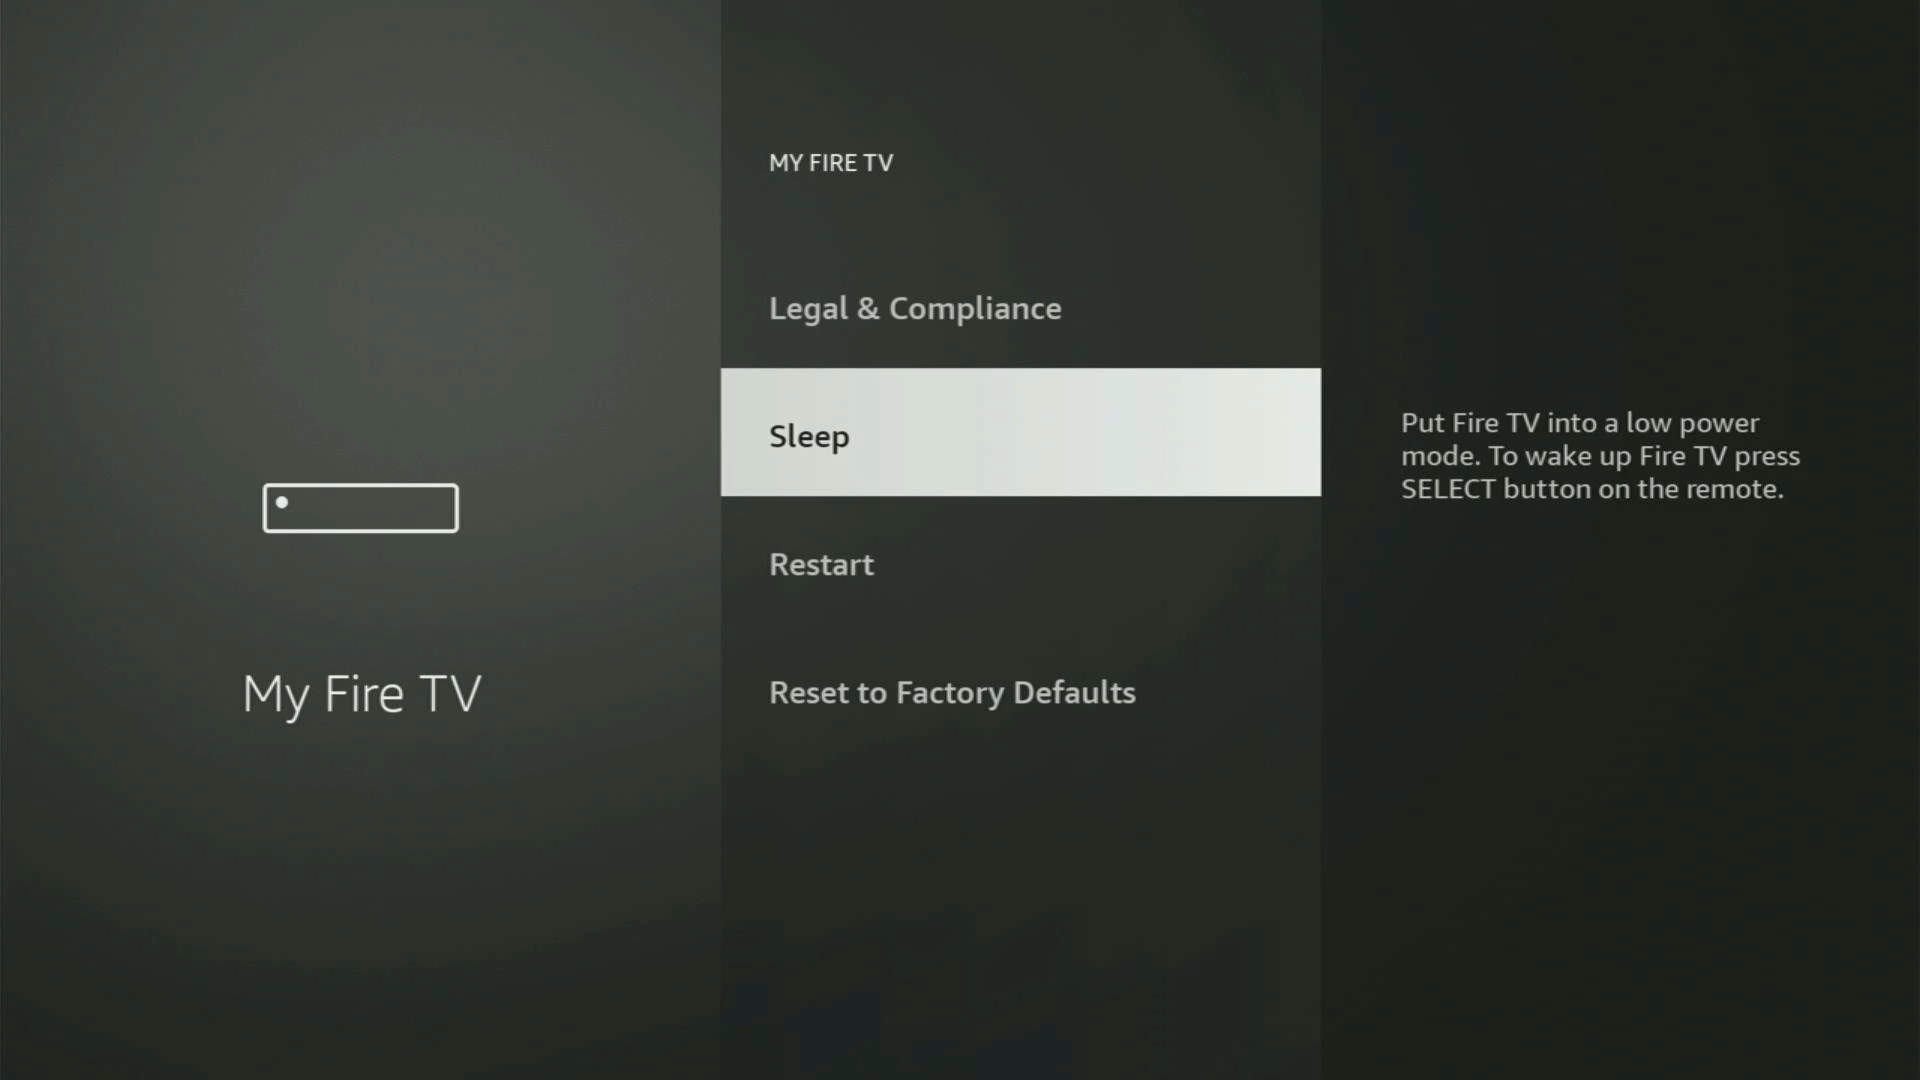 My Fire TV
MY FIRE TV
Legal & Compliance
Sleep
Restart
Reset to Factory Defaults
Put Fire TV into a low power
mode. To wake up Fire TV press
SELECT button on the remote.